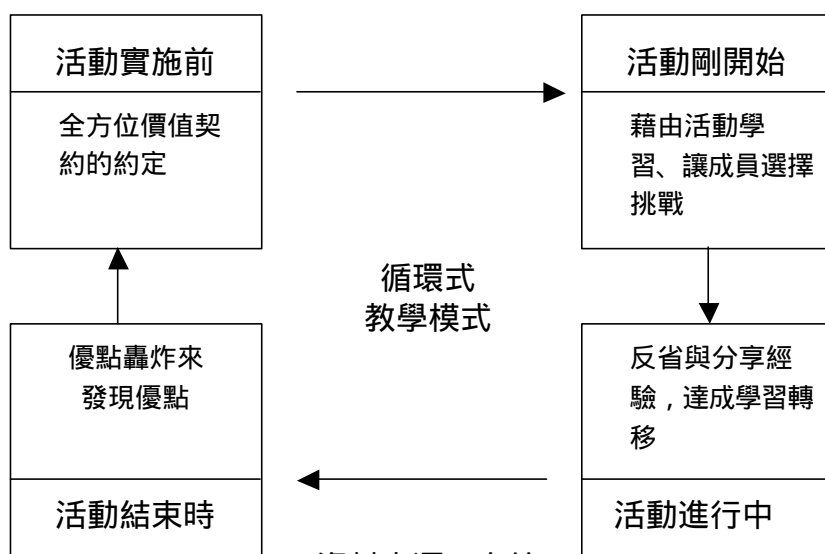 活動實施前
全方位價值契
約的約定
活動剛開始
藉由活動學
習、讓成員選擇
挑戰
循環式
教學模式
優點轟炸來
發現優點
活動結束時
反省與分享經
驗，達成學習轉
移
活動進行中